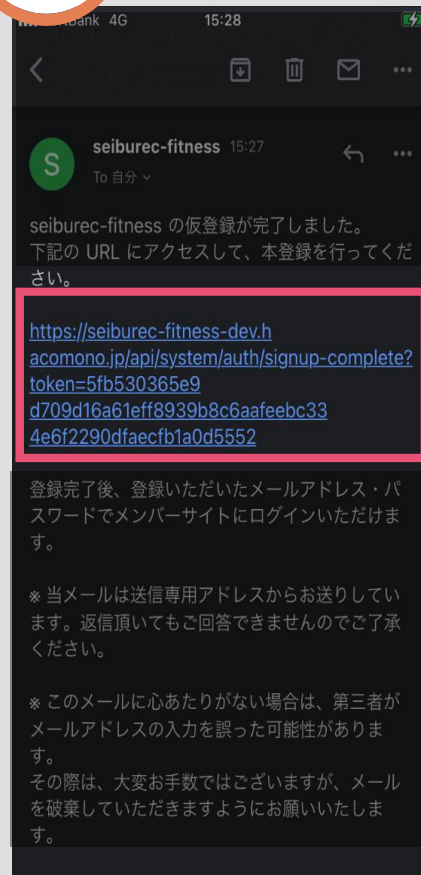 4G
15:28
seiburec-fitness 15:27
S
To 自分
seiburec-fitness の仮登録が完了しました。
下記の URL にアクセスして、本登録を行ってくだ
さい。
https://seiburec-fitness-dev.h
acomono.jp/api/system/auth/signup-complete?
token=5fb530365e9
d709d16a61eff8939b8c6aafeebc33
4e6f2290dfaecfb1a0d5552
登録完了後、登録いただいたメールアドレス・パ
スワードでメンバーサイトにログインいただけま
す。
※ 当メールは送信専用アドレスからお送りしてい
ます。返信頂いてもご回答できませんのでご了承
ください。
※ このメールに心あたりがない場合は、第三者が
メールアドレスの入力を誤った可能性がありま
す。
その際は、大変お手数ではございますが、メール
を破棄していただきますようにお願いいたしま
す。